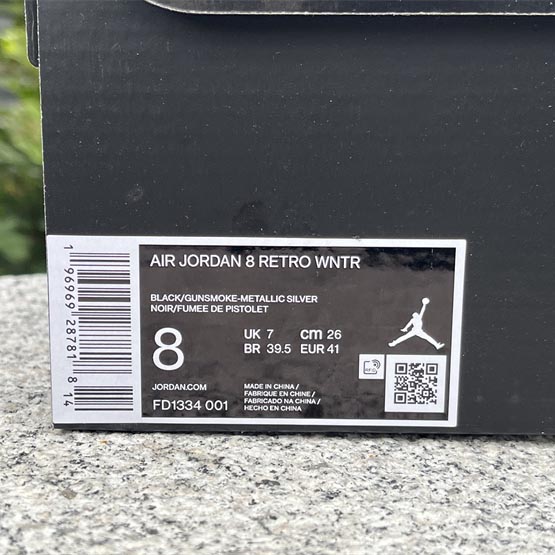 AIR JORDAN 8 RETRO WNTR
BLACK/GUNSMOKE-METALLIC SILVER
NOIR/FUMEE DE PISTOLET
8
UK 7 cm 26
BR 39.5 EUR 41
JORDAN.COM
FD1334 001
MADE IN CHINA /
FABRIQUE EN CHINE /
FABRICADO NA CHINA /
HECHO EN CHINA
1 96969 28781 8 14